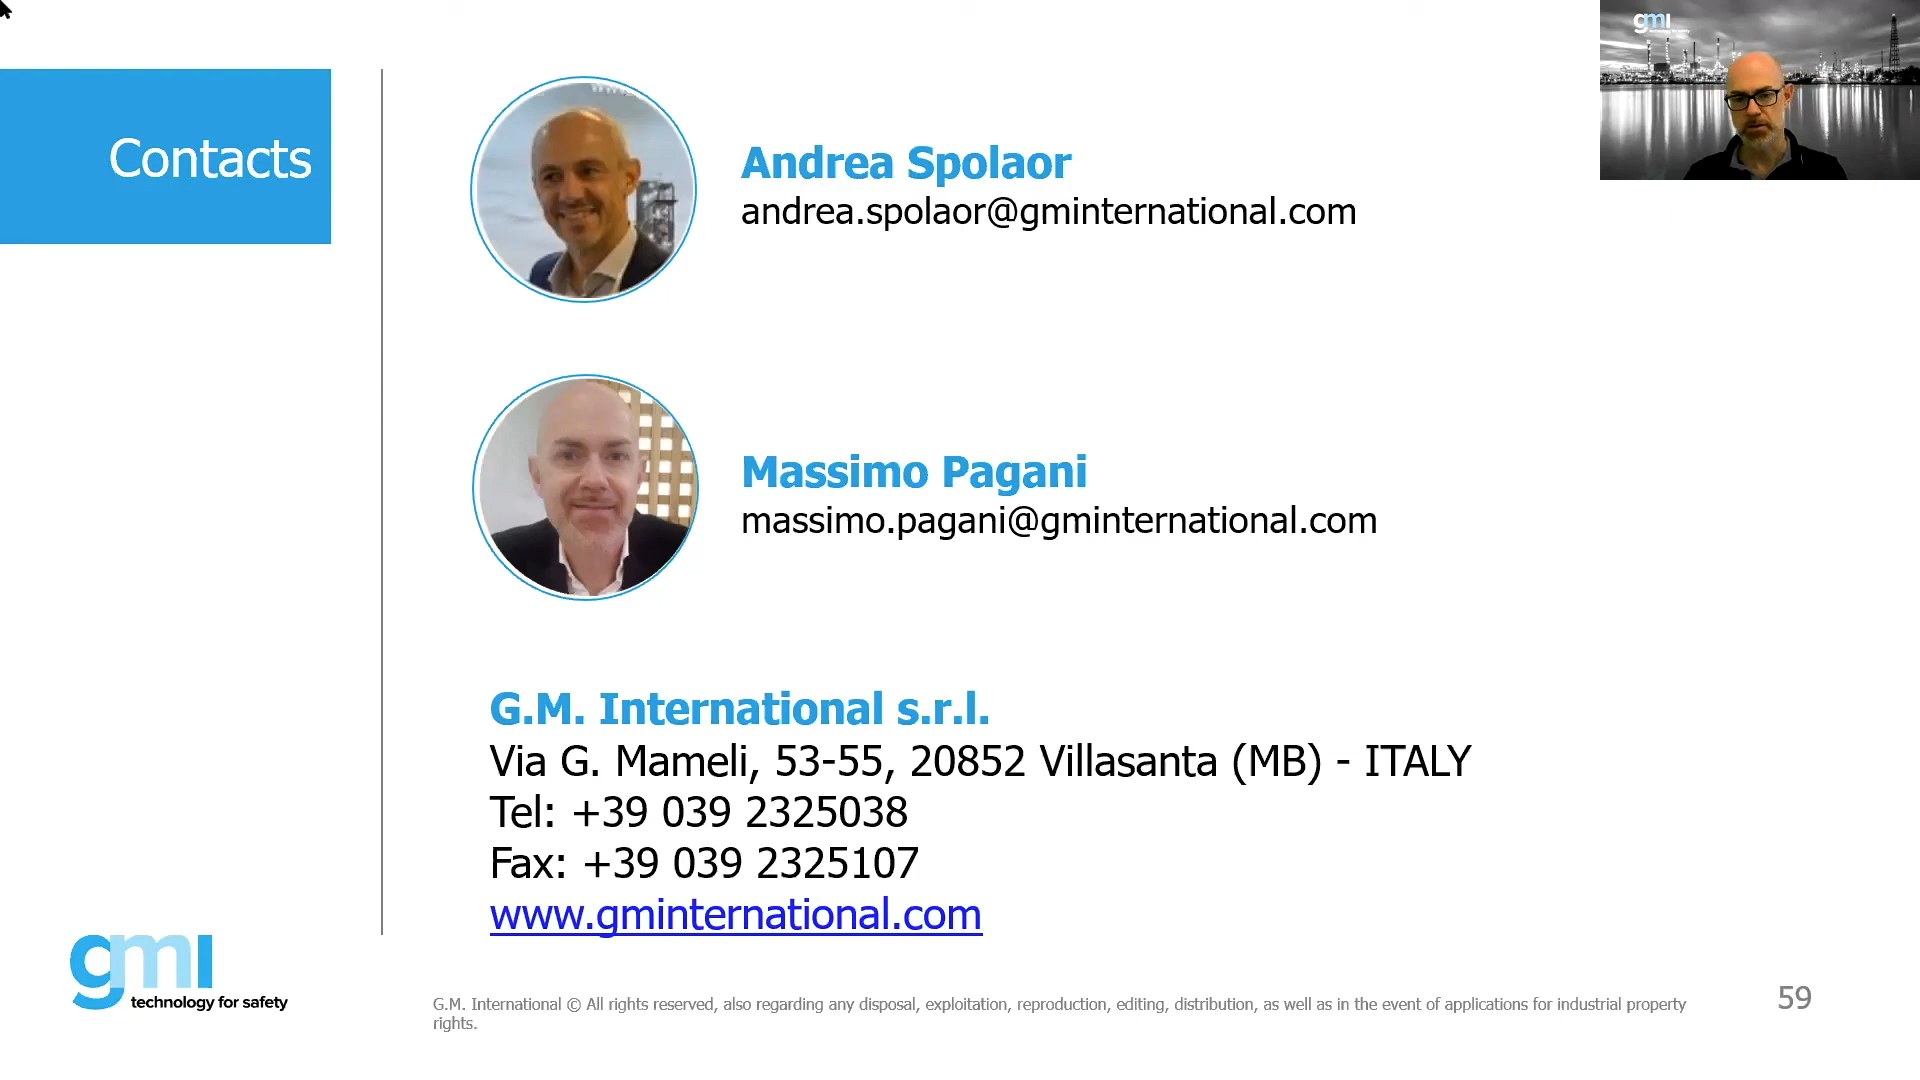 Contacts
Andrea Spolaor
andrea.spolaor@gminternational.com
Massimo Pagani
massimo.pagani@gminternational.com
G.M. International s.r.l.
Via G. Mameli, 53-55, 20852 Villasanta (MB) - ITALY
Tel: +39 039 2325038
Fax: +39 039 2325107
www.gminternational.com
gmi
technology for safety
G.M. International © All rights reserved, also regarding any disposal, exploitation, reproduction, editing, distribution, as well as in the event of applications for industrial property
rights.
59
gmi
technology for safety